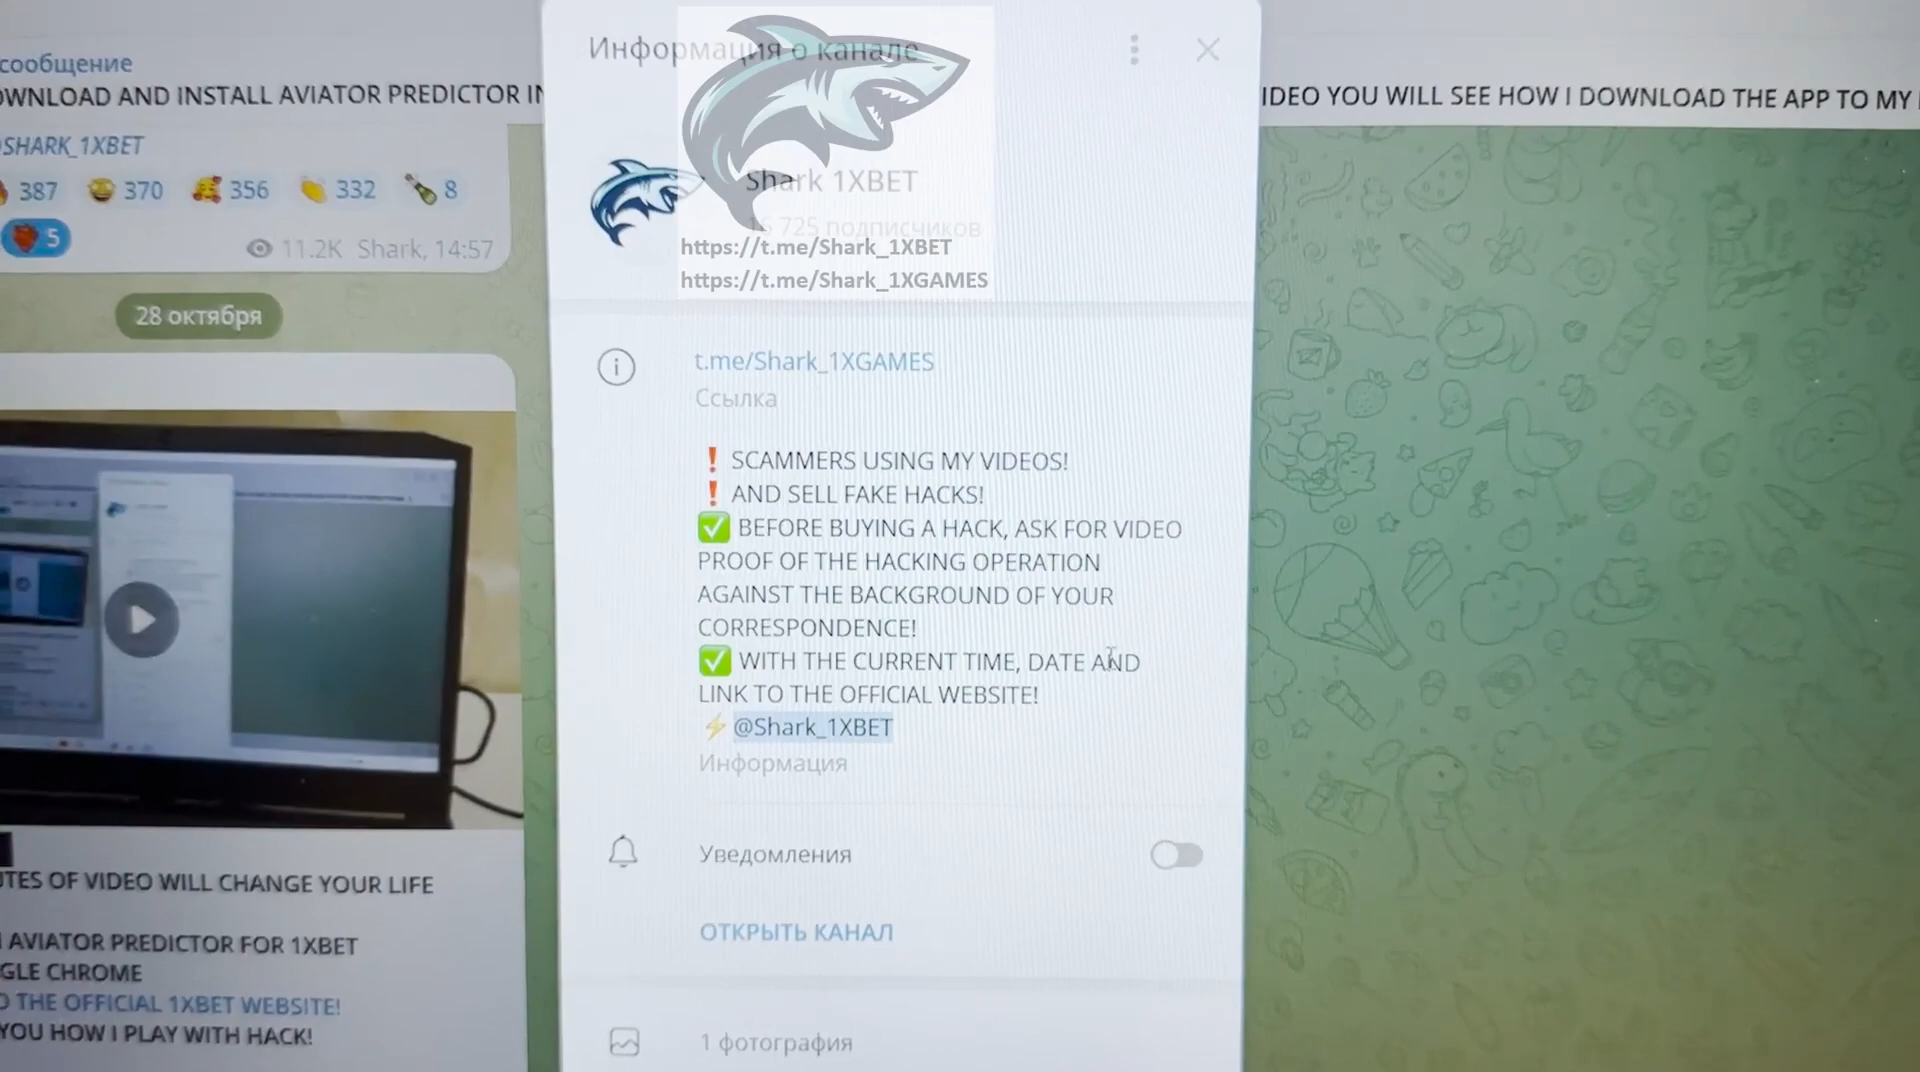 сообщение
OWNLOAD AND INSTALL AVIATOR PREDICTOR IN
SHARK_1XBET
387 370 356 332 8
5
11.2K Shark, 14:57
28 октября
UTES OF VIDEO WILL CHANGE YOUR LIFE
AVIATOR PREDICTOR FOR 1XBET
GLE CHROME
O THE OFFICIAL 1XBET WEBSITE!
YOU HOW I PLAY WITH HACK!
Информация о канале
Shark 1XBET
725 подписчиков
https://t.me/Shark_1XBET
https://t.me/Shark_1XGAMES
t.me/Shark_1XGAMES
Ссылка
❗ SCAMMERS USING MY VIDEOS!
❗ AND SELL FAKE HACKS!
✅ BEFORE BUYING A HACK, ASK FOR VIDEO
PROOF OF THE HACKING OPERATION
AGAINST THE BACKGROUND OF YOUR
CORRESPONDENCE!
✅ WITH THE CURRENT TIME, DATE AND
LINK TO THE OFFICIAL WEBSITE!
⚡ @Shark_1XBET
Информация
Уведомления
ОТКРЫТЬ КАНАЛ
1 фотография
IDEO YOU WILL SEE HOW I DOWNLOAD THE APP TO MY